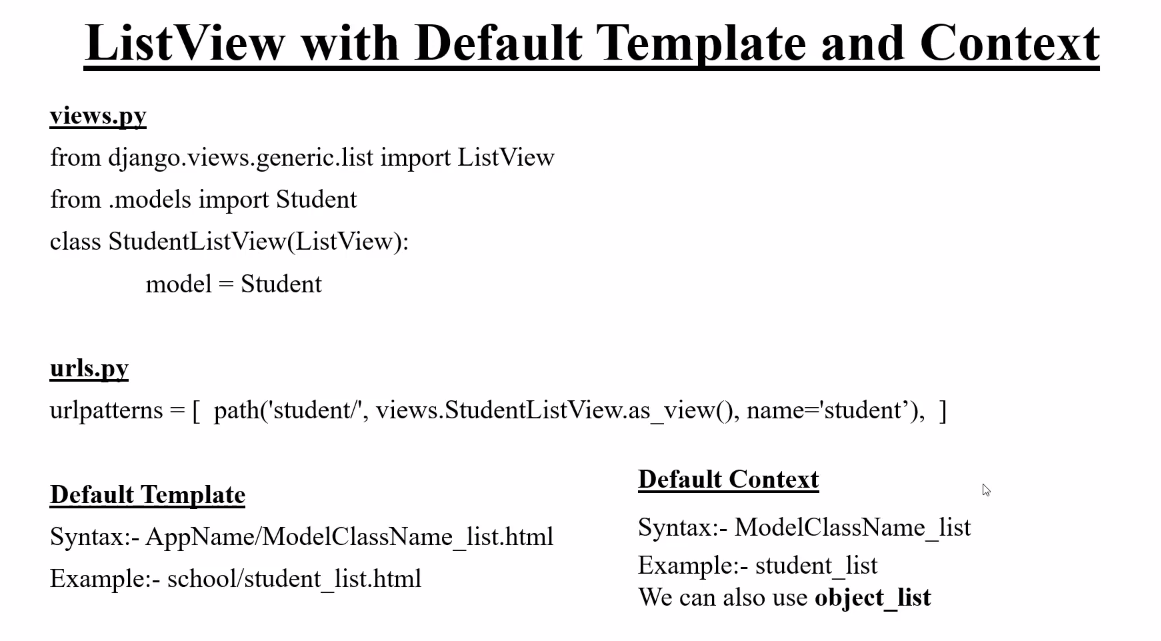 ListView with Default Template and Context
views.py
from django.views.generic.list import ListView
from .models import Student
class StudentListView(ListView):
model = Student
urls.py
urlpatterns = [  path('student/', views.StudentListView.as_view(), name='student’),  ]
Default Template
Syntax:- AppName/ModelClassName_list.html
Example:- school/student_list.html
Default Context
Syntax:- ModelClassName_list
Example:- student_list
We can also use object_list